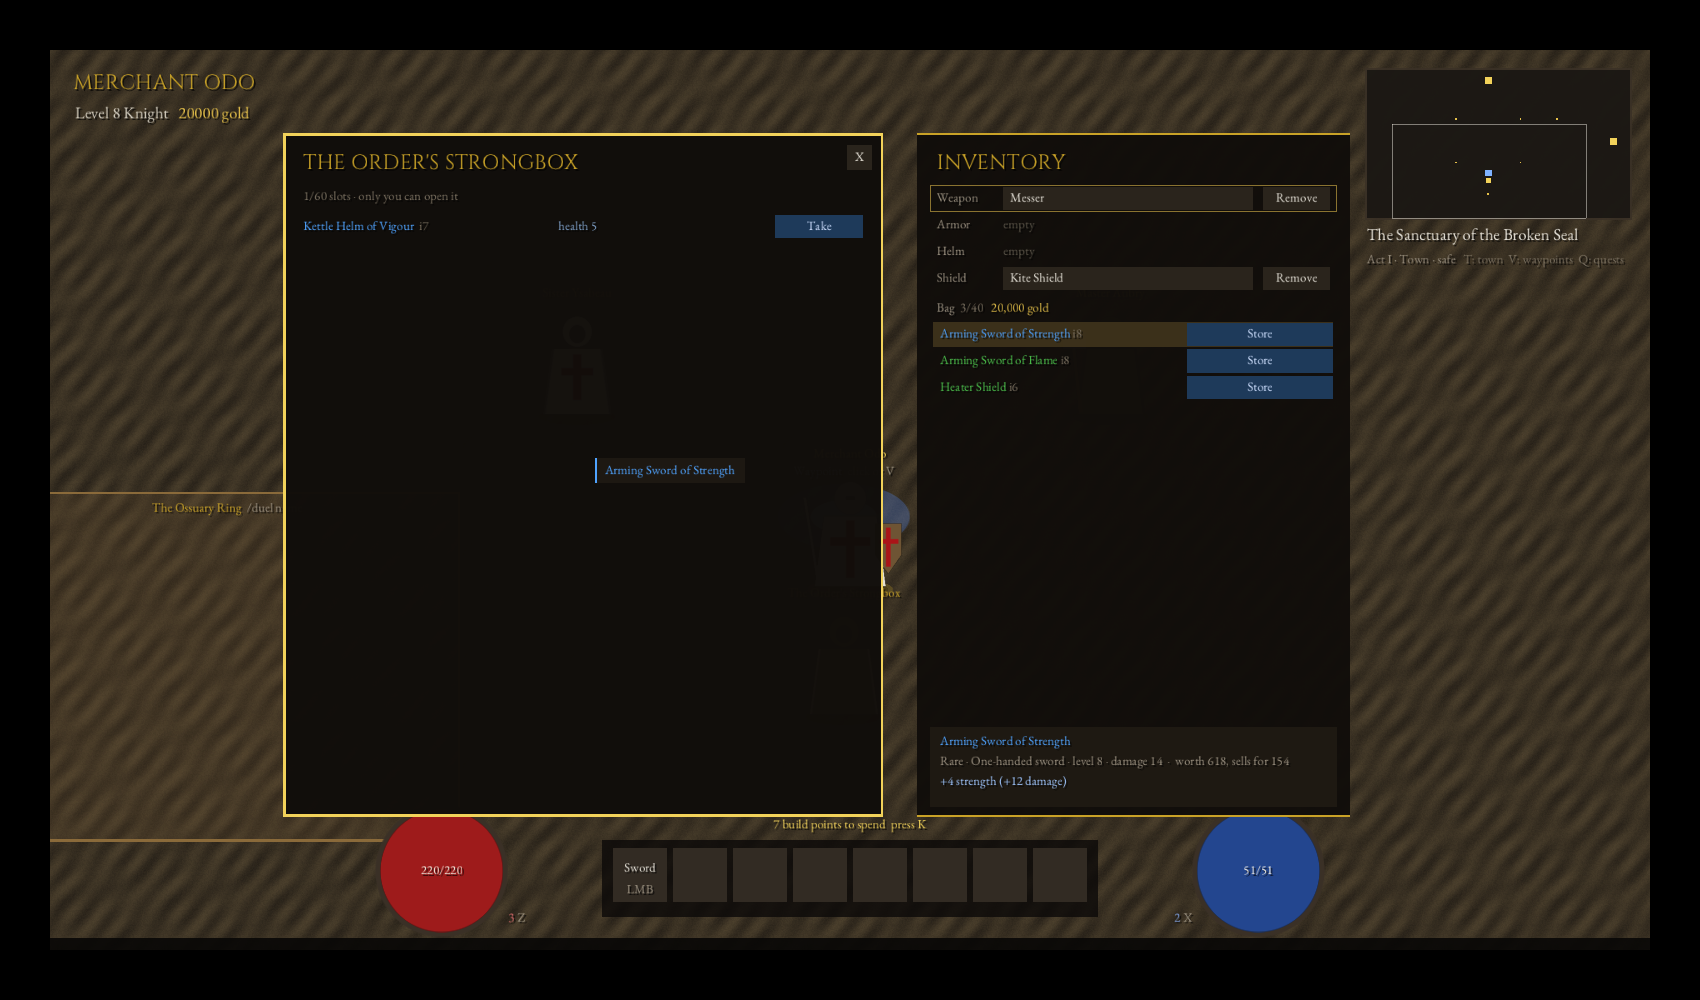 MERCHANT ODO
Level 8 Knight 20000 gold
THE ORDER'S STRONGBOX
X
1/60 slots · only you can open it
Kettle Helm of Vigour i7 health 5 Take
Arming Sword of Strength
The Ossuary Ring /duel n
V
box
INVENTORY
Weapon Messer Remove
Armor empty
Helm empty
Shield Kite Shield Remove
Bag 3/40 20,000 gold
Arming Sword of Strength i8 Store
Arming Sword of Flame i8 Store
Heater Shield i6 Store
Arming Sword of Strength
Rare · One-handed sword · level 8 · damage 14 · worth 618, sells for 154
+4 strength (+12 damage)
The Sanctuary of the Broken Seal
Act I · Town · safe T: town V: waypoints Q: quests
7 build points to spend press K
220/220
3 Z
Sword
LMB
51/51
2 X